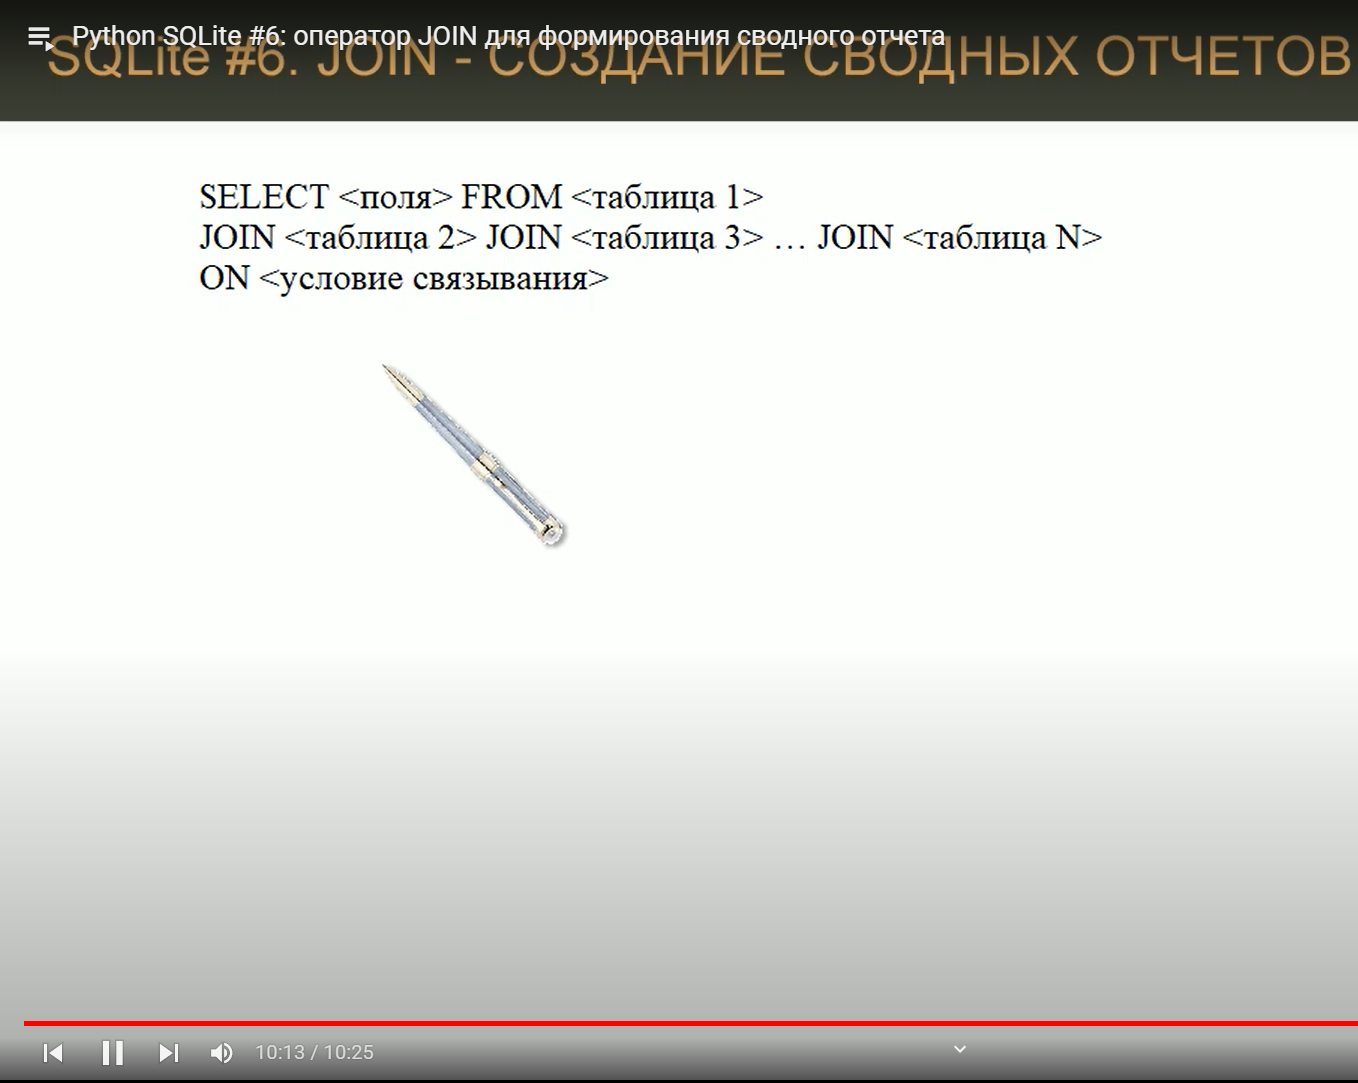 Python SQLite #6: оператор JOIN для формирования сводного отчета
SQLite #6. JOIN - СОЗДАНИЕ СВОДНЫХ ОТЧЕТОВ
SELECT <поля> FROM <таблица 1>
JOIN <таблица 2> JOIN <таблица 3> … JOIN <таблица N>
ON <условие связывания>
10:13 / 10:25